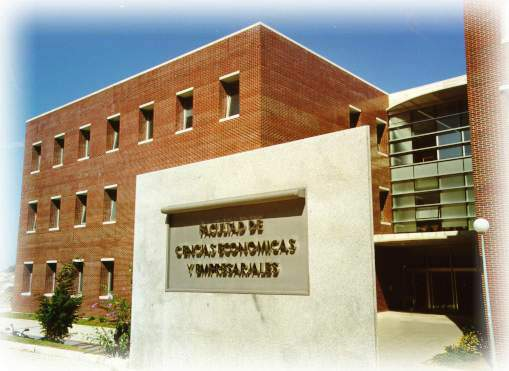 FACULTAD DE
CIENCIAS ECONOMICAS
Y EMPRESARIALES